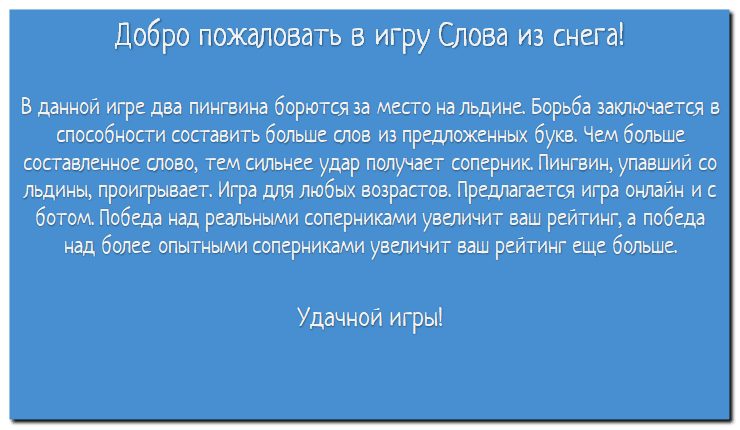 Добро пожаловать в игру Слова из снега!
В данной игре два пингвина борются за место на льдине. Борьба заключается в
способности составить больше слов из предложенных букв. Чем больше
составленное слово, тем сильнее удар получает соперник. Пингвин, упавший со
льдины, проигрывает. Игра для любых возрастов. Предлагается игра онлайн и с
ботом. Победа над реальными соперниками увеличит ваш рейтинг, а победа
над более опытными соперниками увеличит ваш рейтинг еще больше.
Удачной игры!